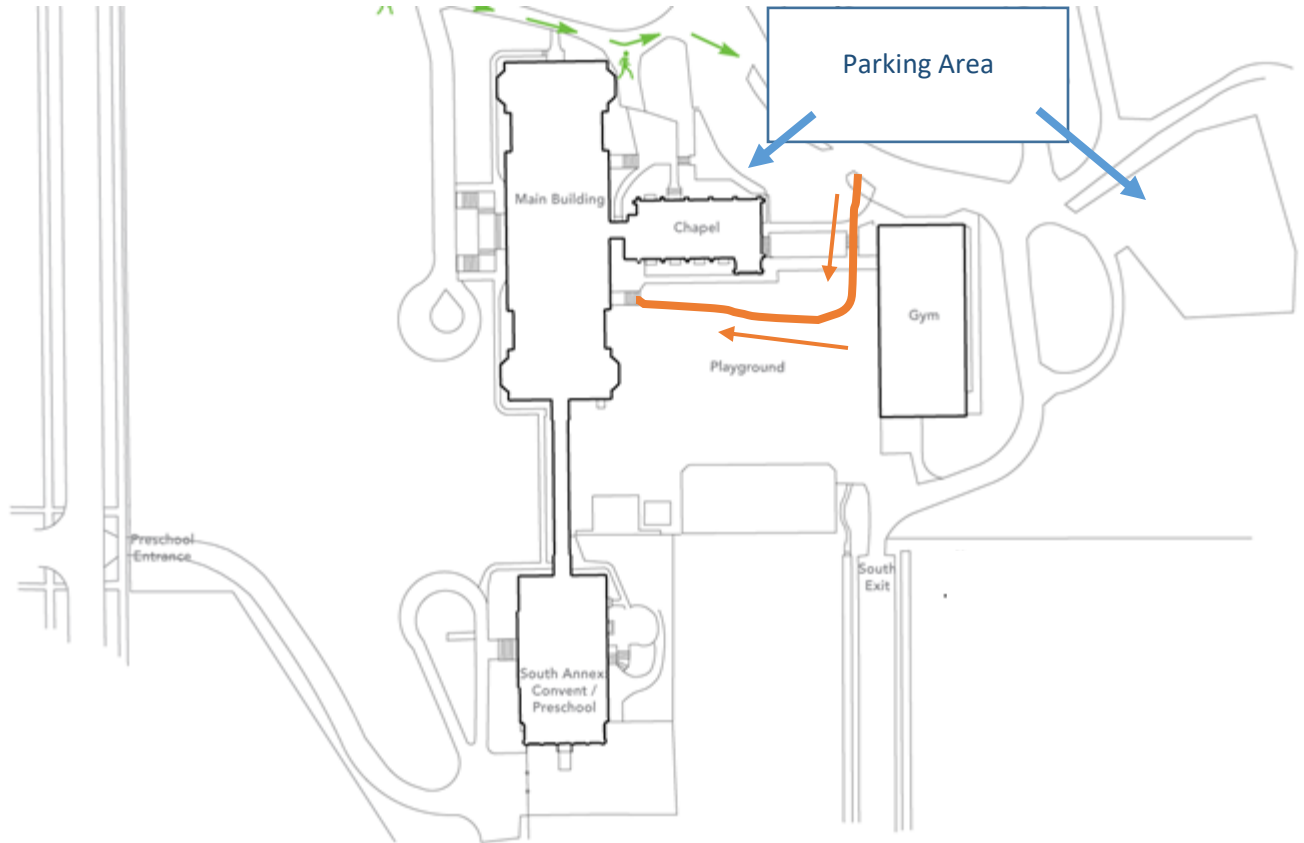 Parking Area
Main Building
Chapel
Gym
Playground
Preschool
Entrance
South
Exit
South Annex
Convent /
Preschool